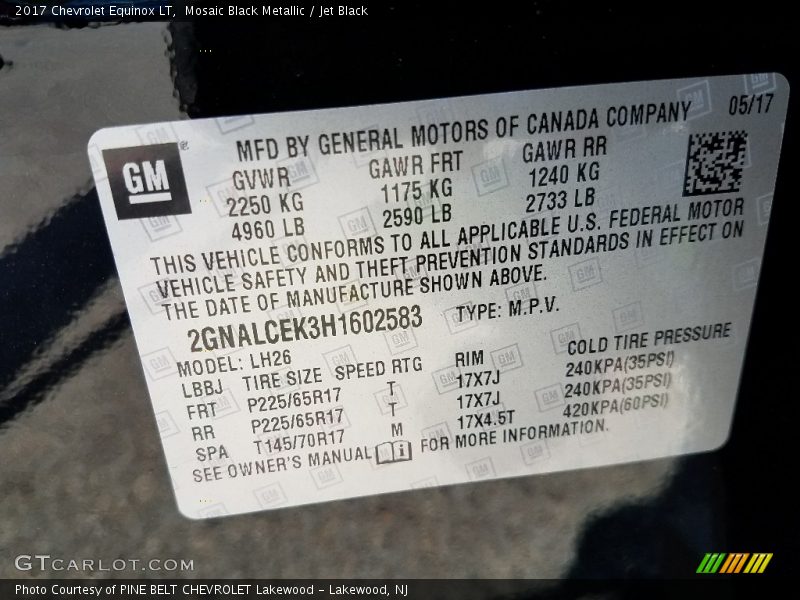 2017 Chevrolet Equinox LT,  Mosaic Black Metallic / Jet Black
05/17
MFD BY GENERAL MOTORS OF CANADA COMPANY
GM
GVWR GAWR FRT GAWR RR
2250 KG 1175 KG 1240 KG
4960 LB 2590 LB 2733 LB
THIS VEHICLE CONFORMS TO ALL APPLICABLE U.S. FEDERAL MOTOR
VEHICLE SAFETY AND THEFT PREVENTION STANDARDS IN EFFECT ON
THE DATE OF MANUFACTURE SHOWN ABOVE.
2GNALCEK3H1602583 TYPE: M.P.V.
MODEL: LH26
LBBJ TIRE SIZE SPEED RTG RIM COLD TIRE PRESSURE
FRT P225/65R17 T 17X7J 240KPA(35PSI)
RR P225/65R17 T 17X7J 240KPA(35PSI)
SPA T145/70R17 M 17X4.5T 420KPA(60PSI)
SEE OWNER'S MANUAL FOR MORE INFORMATION.
GTCARLOT.COM
Photo Courtesy of PINE BELT CHEVROLET Lakewood - Lakewood, NJ